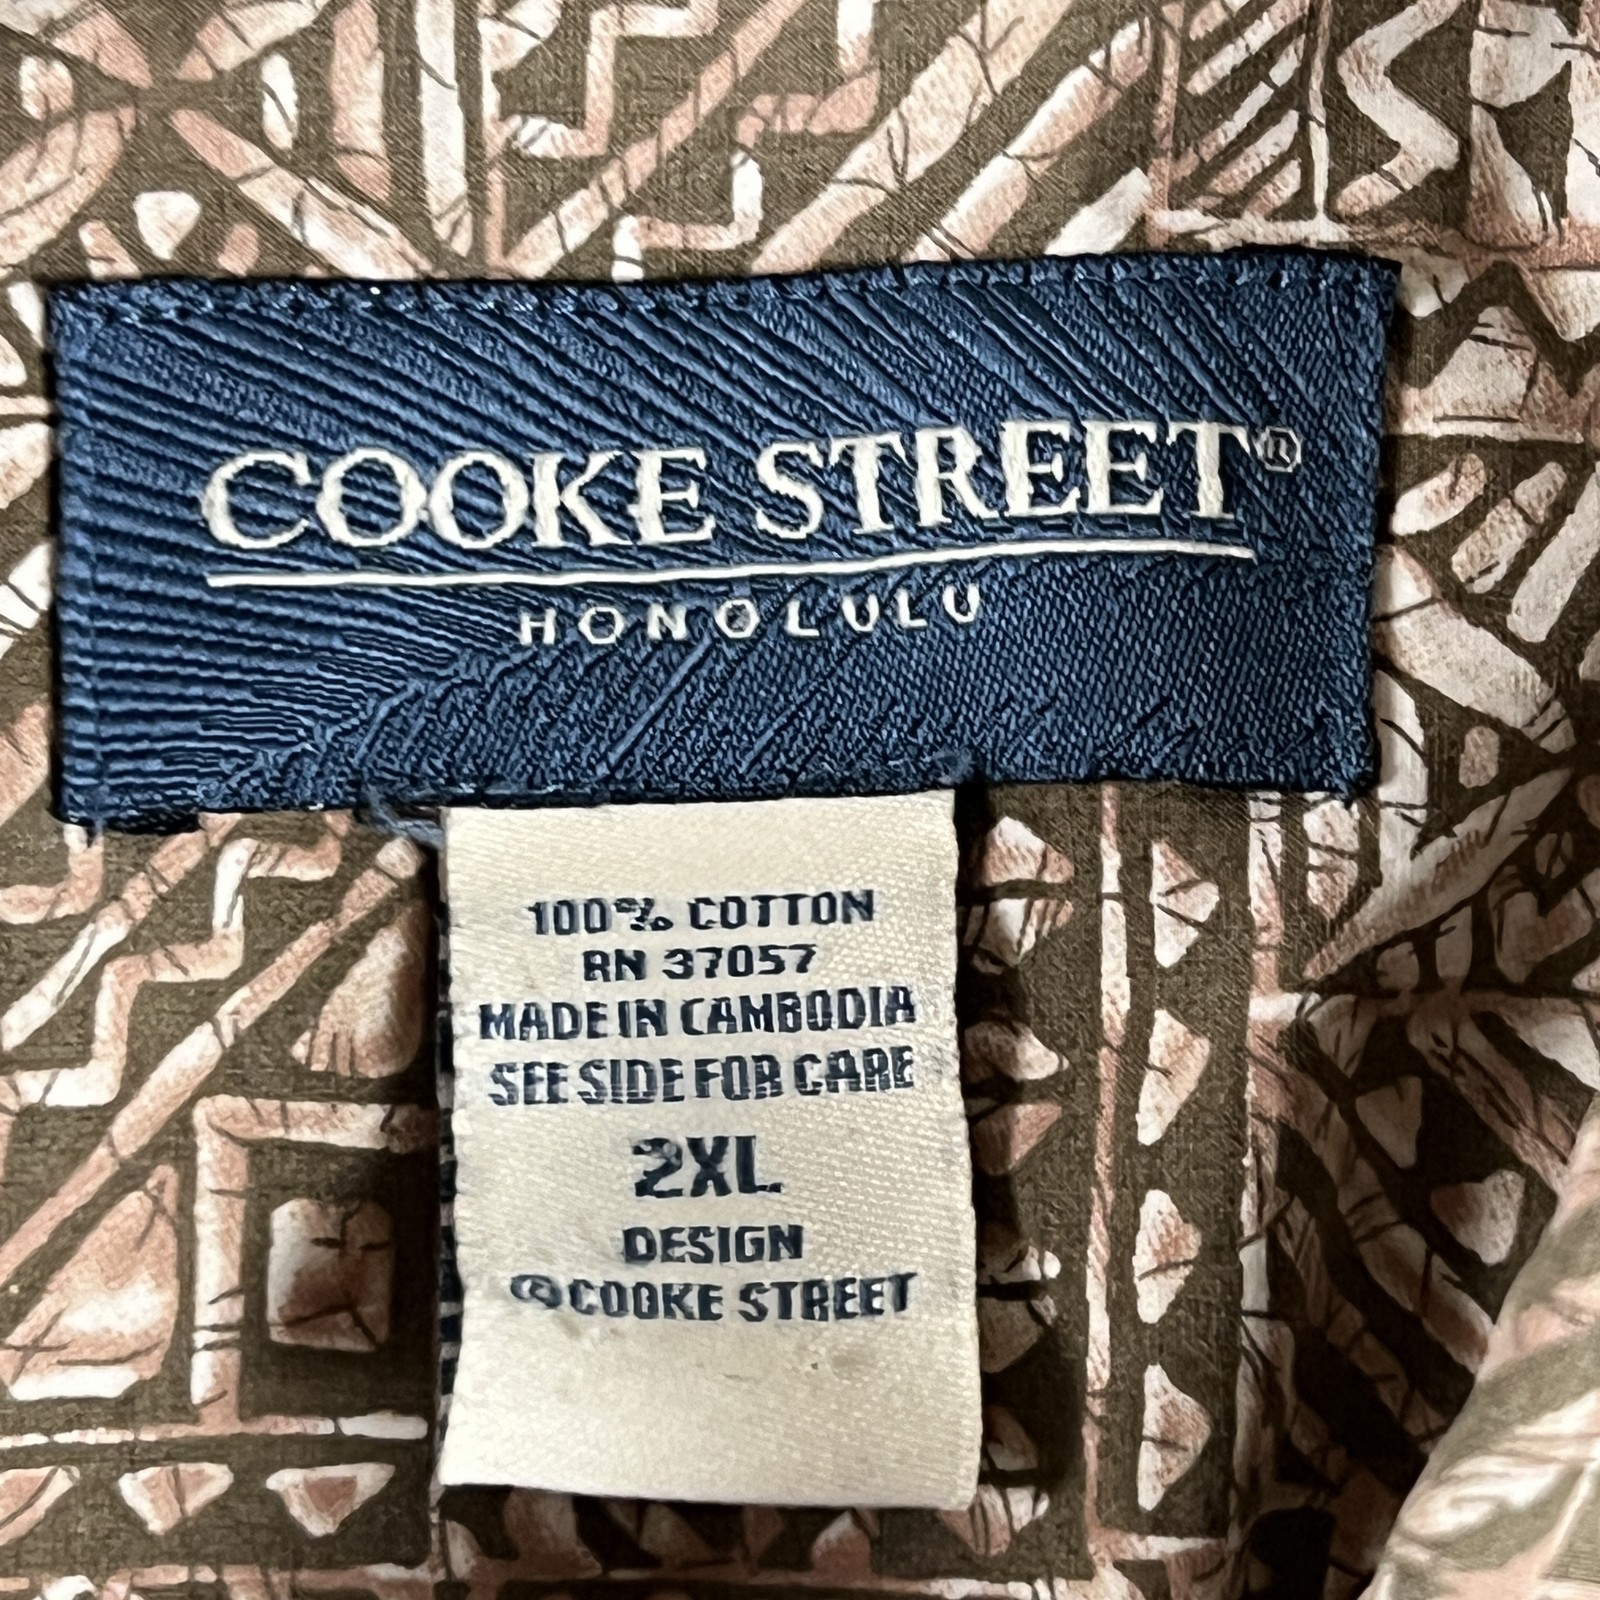 COOKE STREET®
HONOLULU
100% COTTON
RN 37057
MADE IN CAMBODIA
SEE SIDE FOR CARE
2XL
DESIGN
©COOKE STREET